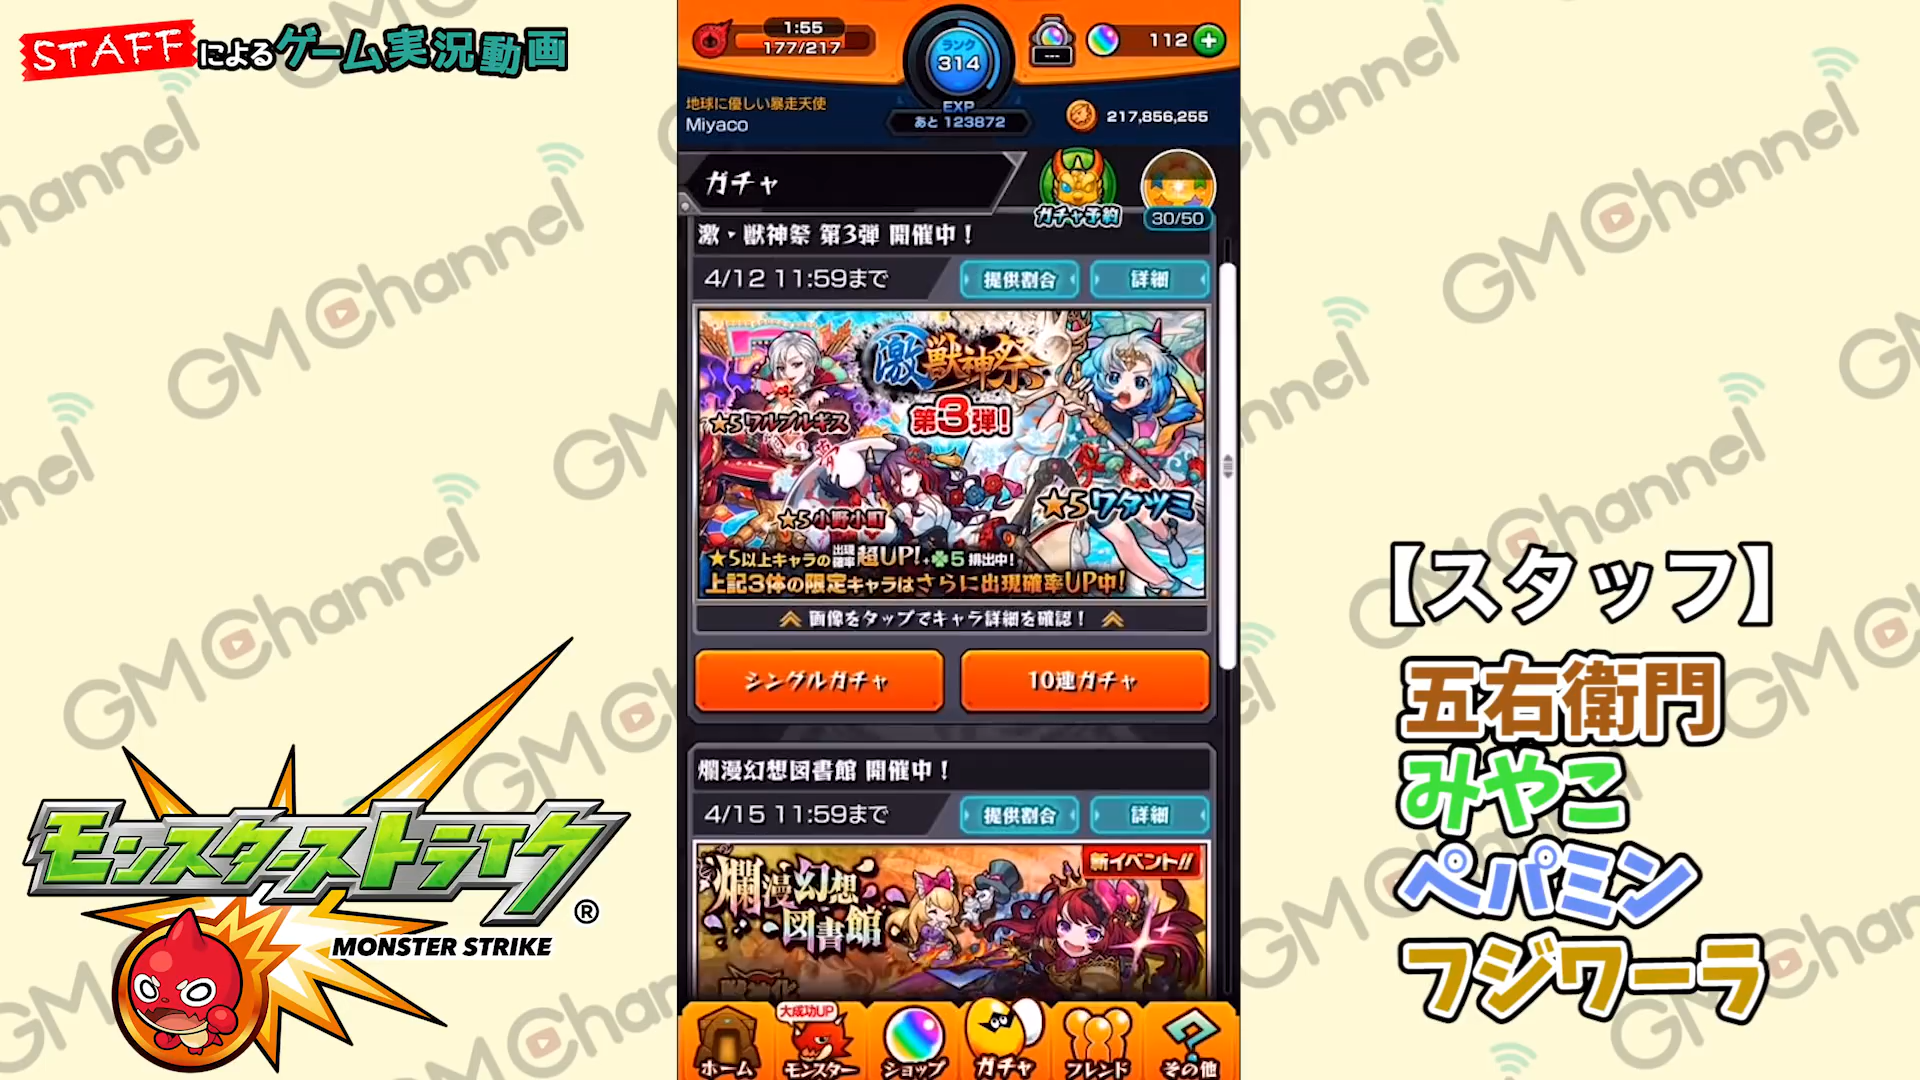 STAFFによるゲーム実況動画
1:55
177/217
ランク
314
EXP
あと 123872
---
112
地球に優しい暴走天使
Miyaco
217,856,255
ガチャ
ガチャ予約
30/50
激・獣神祭 第3弾 開催中！
4/12 11:59まで
提供割合
詳細
激獣神祭
第3弾!
★5ワルプルギス
★5小野小町
★5ワタツミ
★5以上キャラの出現確率超UP!+5排出中!
上記3体の限定キャラはさらに出現確率UP中!
画像をタップでキャラ詳細を確認！
シングルガチャ
10連ガチャ
爛漫幻想図書館 開催中！
4/15 11:59まで
提供割合
詳細
爛漫幻想図書館
新イベント!!
ホーム
大成功UP
モンスター
ショップ
ガチャ
フレンド
その他
モンスターストライク®
MONSTER STRIKE
【スタッフ】
五右衛門
みやこ
ペパミン
フジワーラ
GMChannel